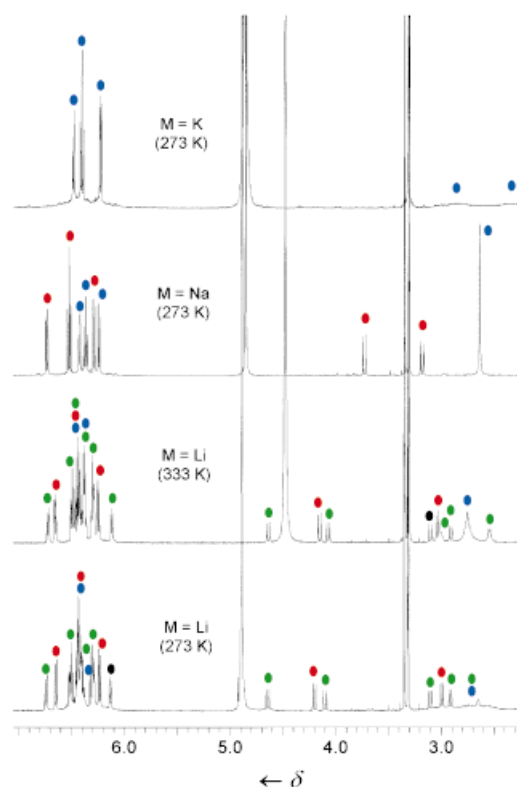 M = K
(273 K)
M = Na
(273 K)
M = Li
(333 K)
M = Li
(273 K)
6.0 5.0 4.0 3.0
← δ